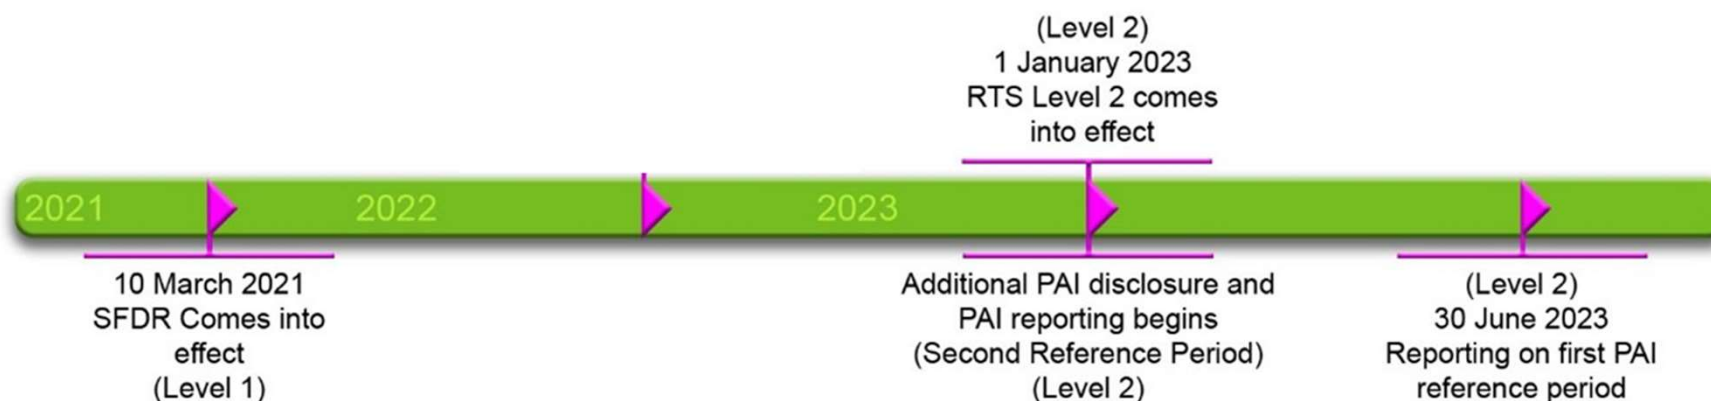 (Level 2)
1 January 2023
RTS Level 2 comes
into effect
2021
2022
2023
10 March 2021
SFDR Comes into
effect
(Level 1)
Additional PAI disclosure and
PAI reporting begins
(Second Reference Period)
(Level 2)
(Level 2)
30 June 2023
Reporting on first PAI
reference period